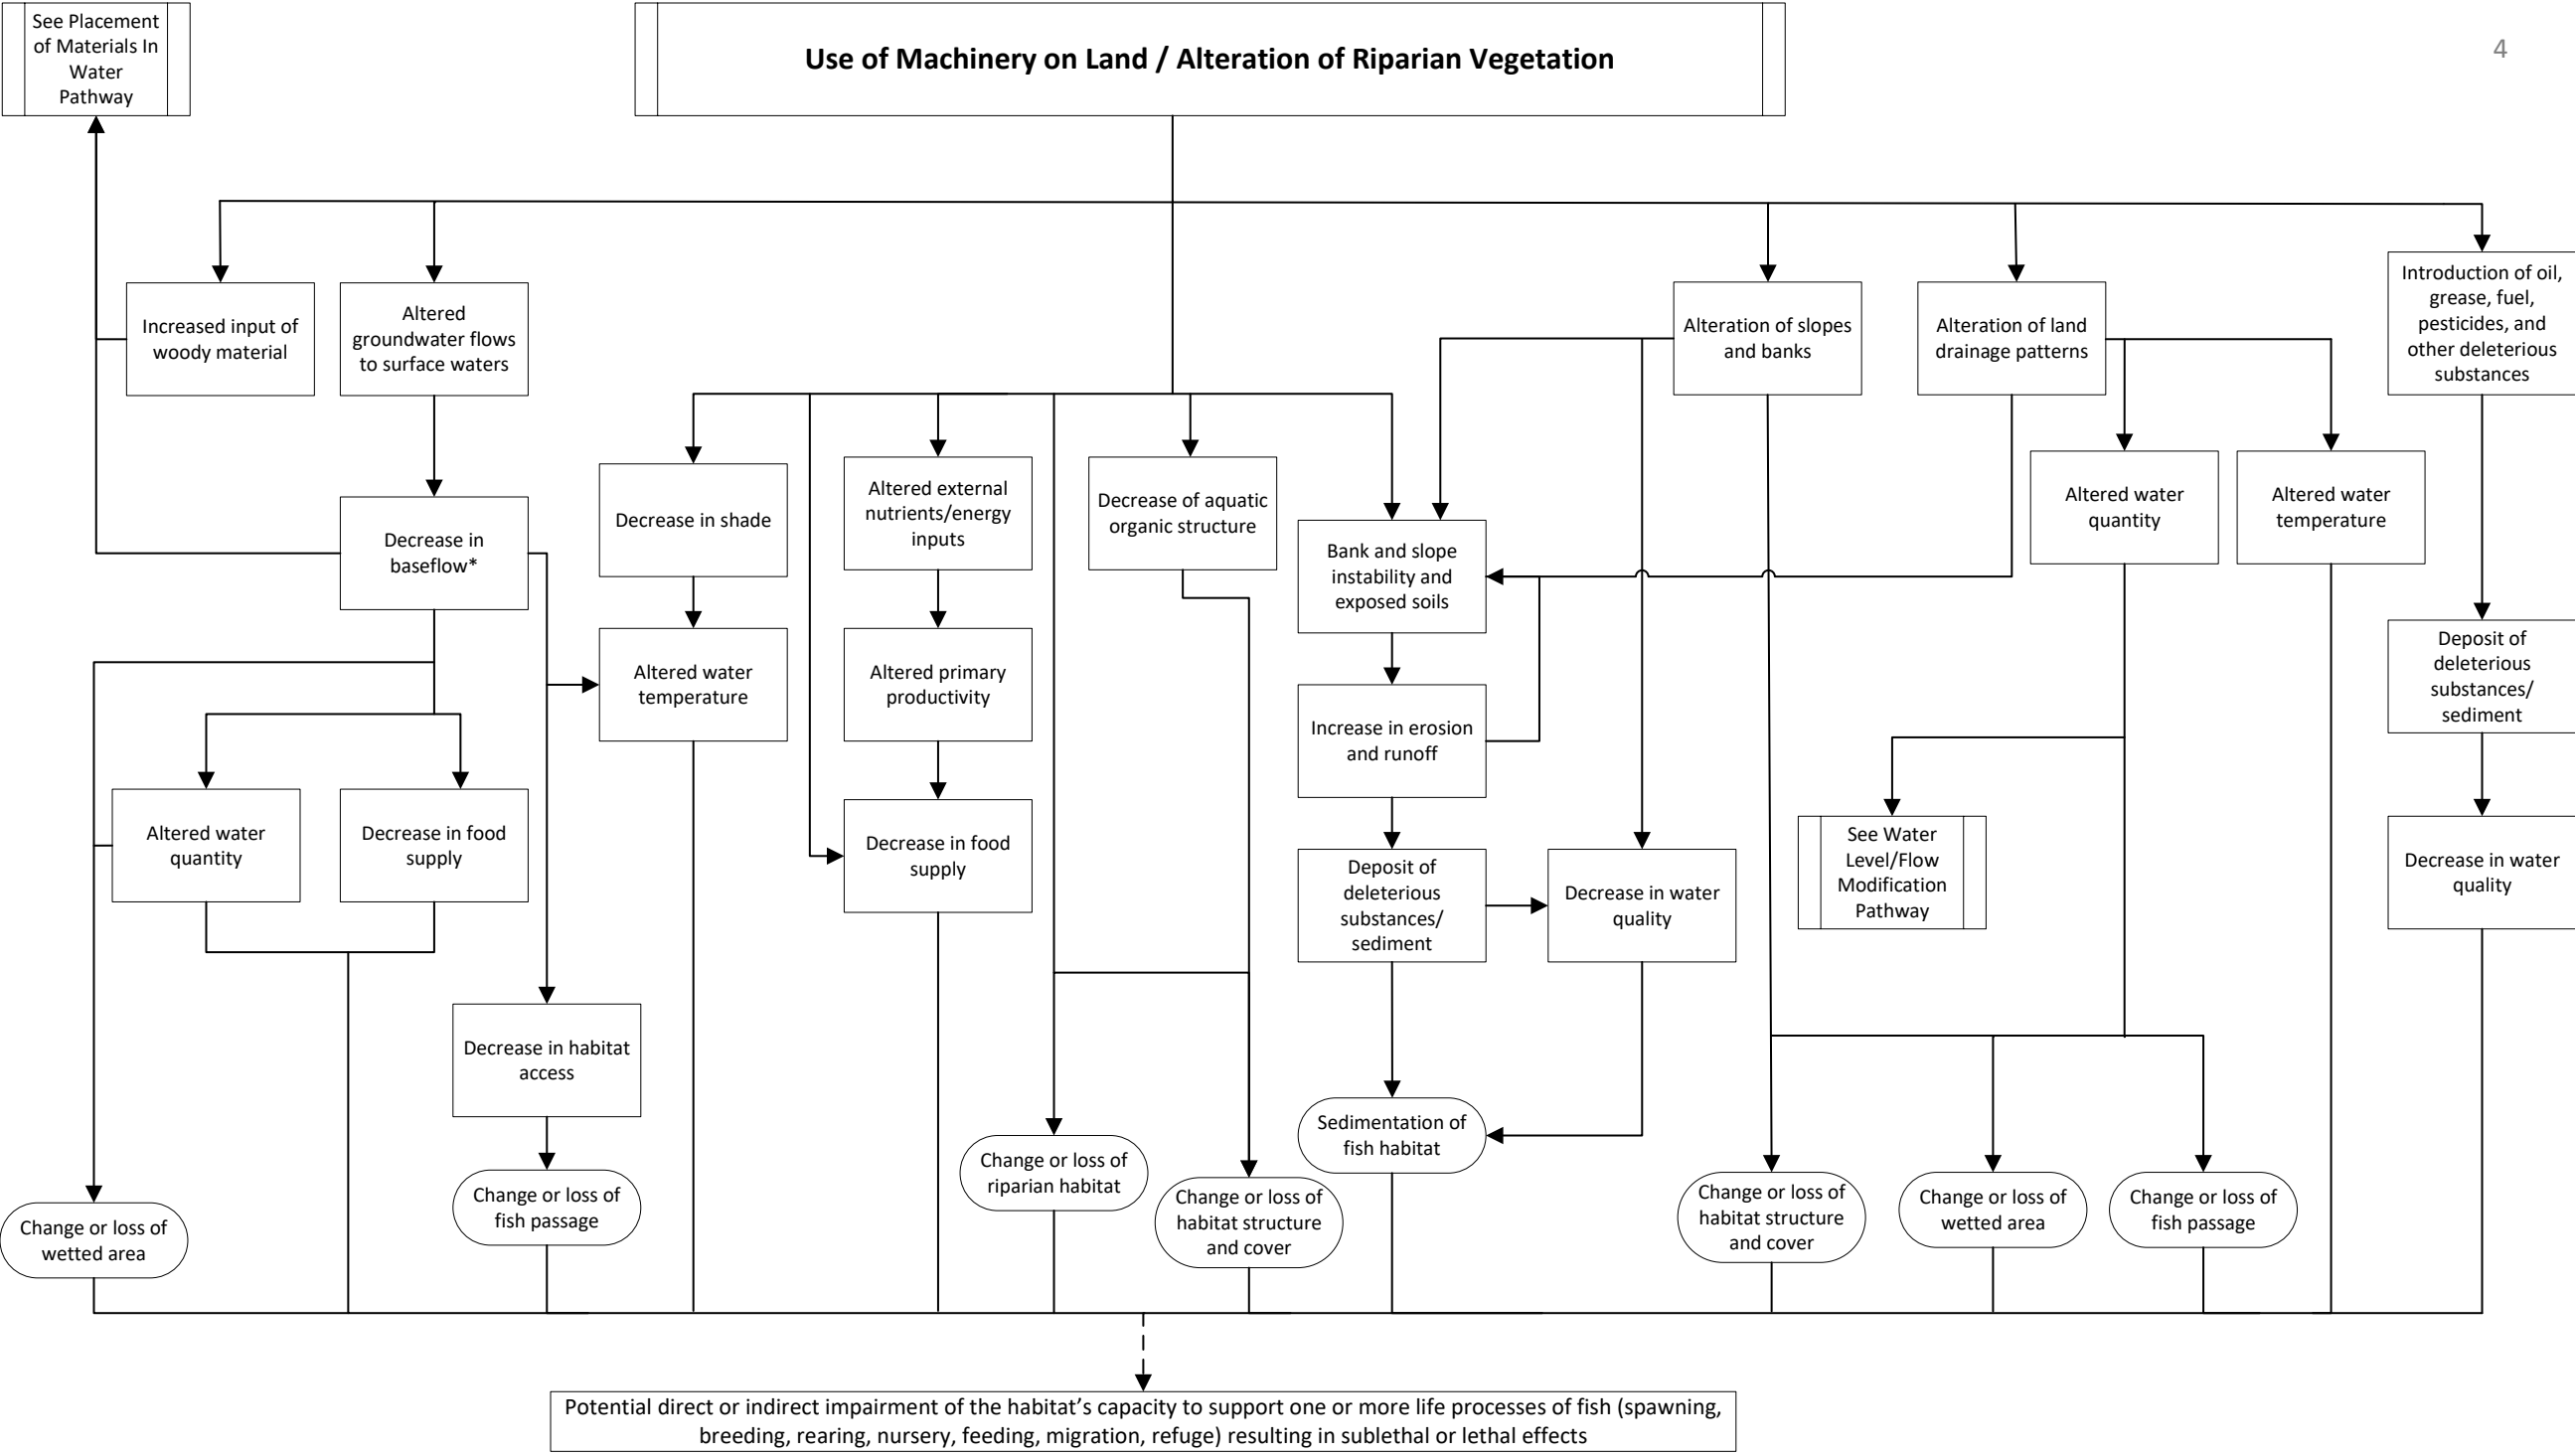 See Placement
of Materials In
Water
Pathway
Use of Machinery on Land / Alteration of Riparian Vegetation
4
Increased input of
woody material
Altered
groundwater flows
to surface waters
Alteration of slopes
and banks
Alteration of land
drainage patterns
Introduction of oil,
grease, fuel,
pesticides, and
other deleterious
substances
Decrease in
baseflow*
Decrease in shade
Altered external
nutrients/energy
inputs
Decrease of aquatic
organic structure
Bank and slope
instability and
exposed soils
Altered water
quantity
Altered water
temperature
Altered water
temperature
Altered primary
productivity
Increase in erosion
and runoff
Deposit of
deleterious
substances/
sediment
Altered water
quantity
Decrease in food
supply
Decrease in food
supply
Deposit of
deleterious
substances/
sediment
Decrease in water
quality
See Water
Level/Flow
Modification
Pathway
Decrease in water
quality
Decrease in habitat
access
Sedimentation of
fish habitat
Change or loss of
wetted area
Change or loss of
fish passage
Change or loss of
riparian habitat
Change or loss of
habitat structure
and cover
Change or loss of
habitat structure
and cover
Change or loss of
wetted area
Change or loss of
fish passage
Potential direct or indirect impairment of the habitat’s capacity to support one or more life processes of fish (spawning,
breeding, rearing, nursery, feeding, migration, refuge) resulting in sublethal or lethal effects